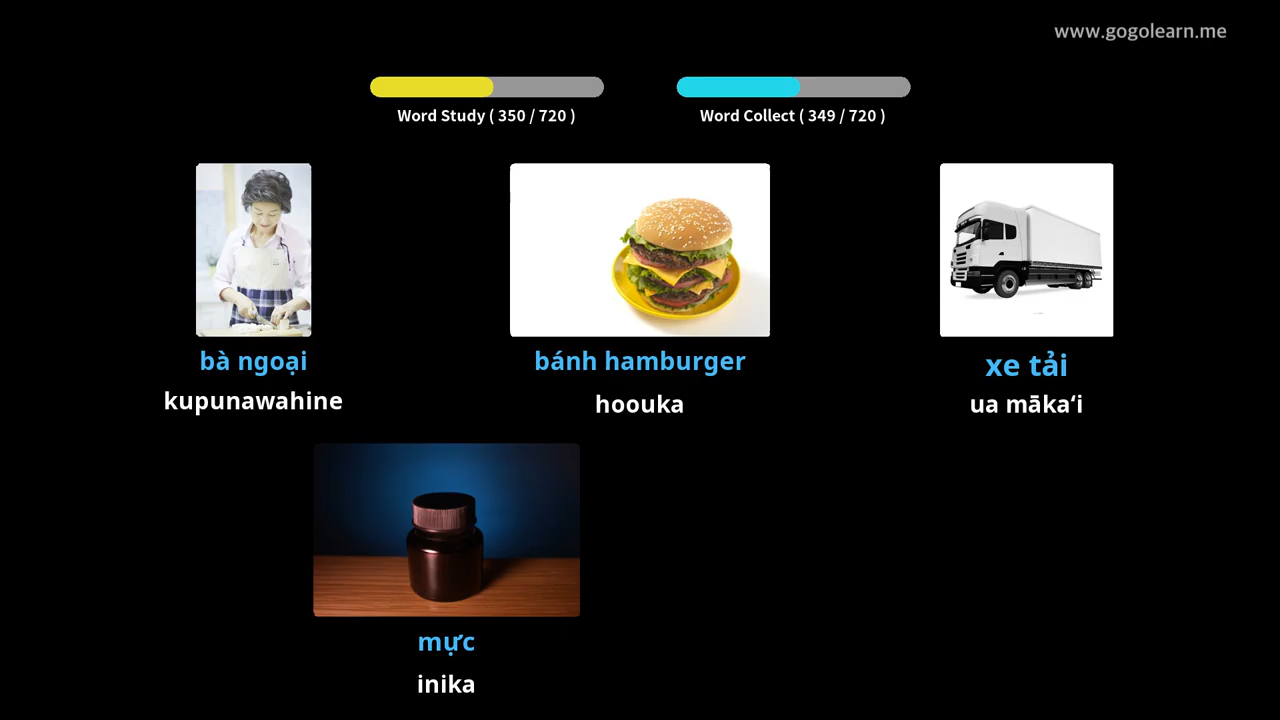 www.gogolearn.me
Word Study ( 350 / 720 )
Word Collect ( 349 / 720 )
bà ngoại
kupunawahine
bánh hamburger
hoouka
xe tải
ua mākaʻi
mực
inika